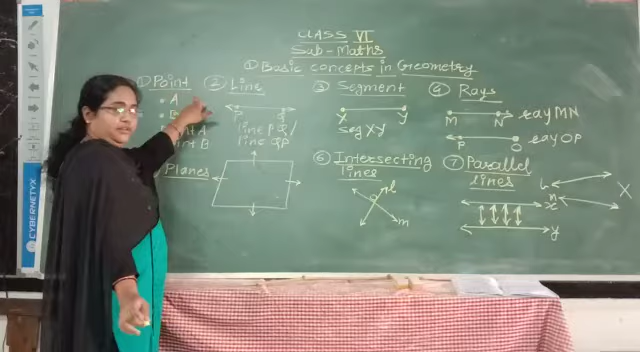 CLASS VI
Sub-Maths
① Basic concepts in Geometry
① Point
• A
② Line
P Q
line PQ/
line QP
③ Segment
X Y
seg XY
④ Rays
M N ray MN
P O ray OP
Planes
⑥ Intersecting
lines
l
m
⑦ Parallel
lines
x
y
X
CYBERNETYX